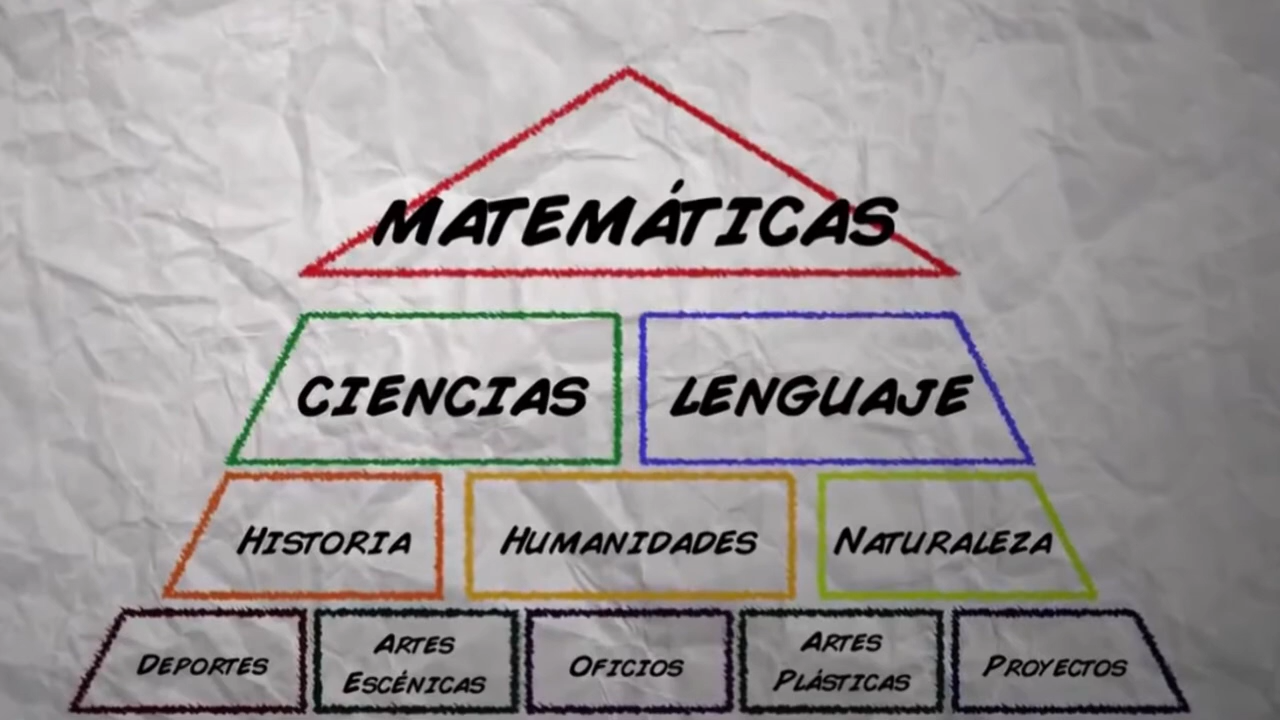 MATEMÁTICAS
CIENCIAS
LENGUAJE
HISTORIA
HUMANIDADES
NATURALEZA
DEPORTES
ARTES
ESCÉNICAS
OFICIOS
ARTES
PLÁSTICAS
PROYECTOS